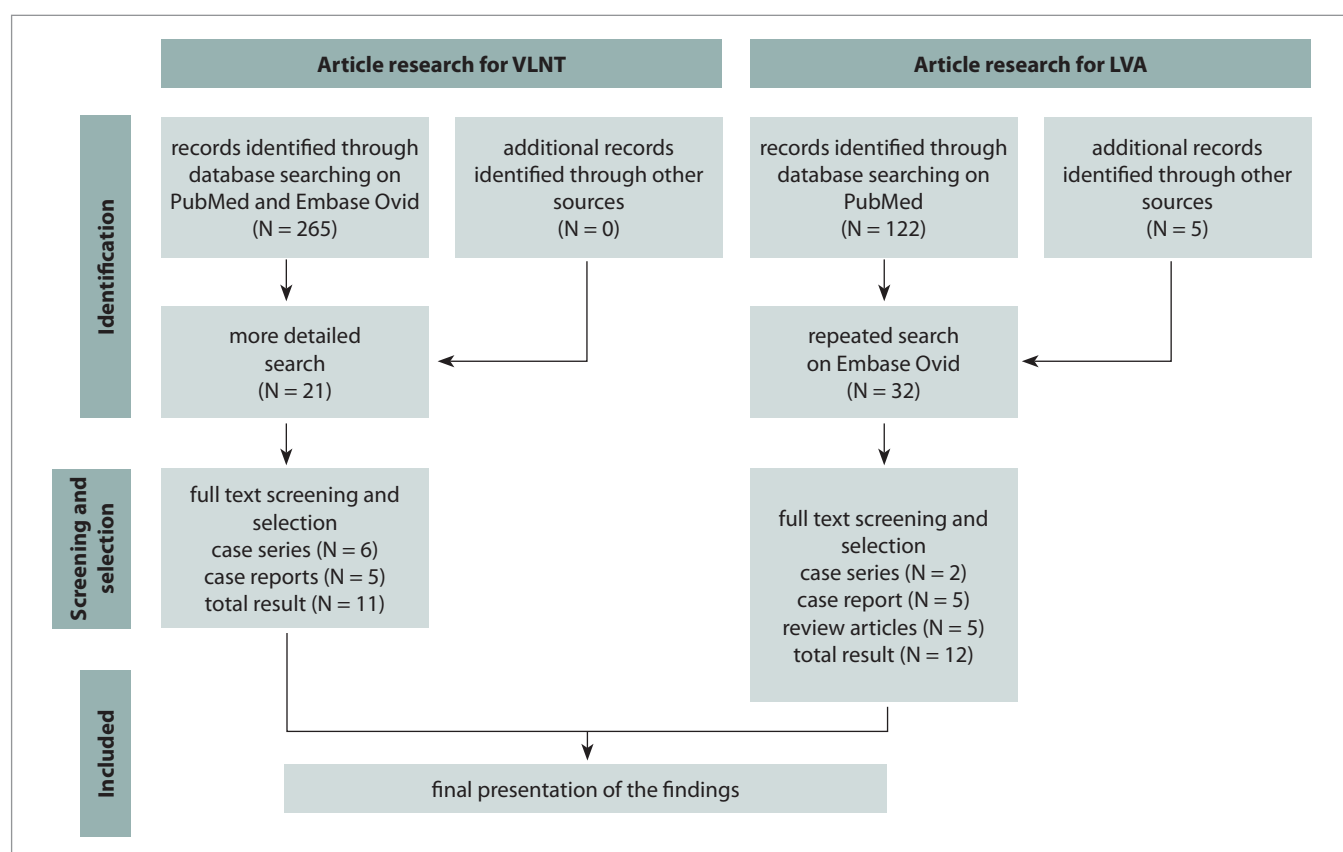 Article research for VLNT
Article research for LVA
Identification
records identified through
database searching on
PubMed and Embase Ovid
(N = 265)
additional records
identified through other
sources
(N = 0)
records identified through
database searching on
PubMed
(N = 122)
additional records
identified through other
sources
(N = 5)
more detailed
search
(N = 21)
repeated search
on Embase Ovid
(N = 32)
Screening and
selection
full text screening and
selection
case series (N = 6)
case reports (N = 5)
total result (N = 11)
full text screening and
selection
case series (N = 2)
case report (N = 5)
review articles (N = 5)
total result (N = 12)
Included
final presentation of the findings